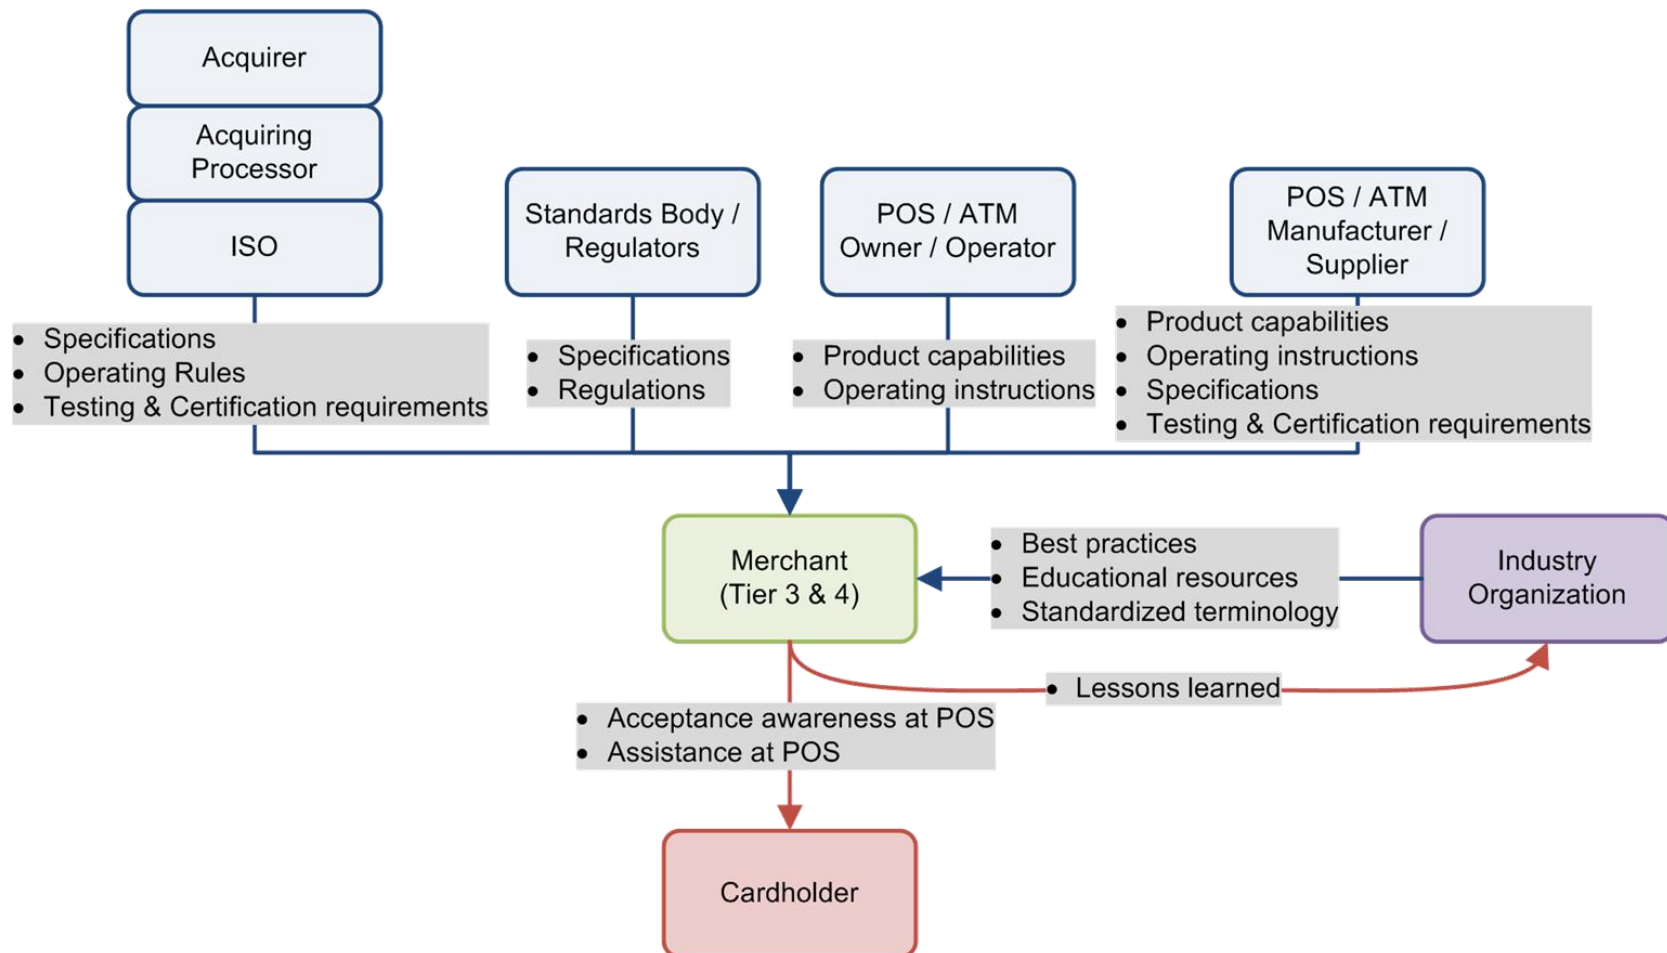 Acquirer
Acquiring
Processor
ISO
Standards Body /
Regulators
POS / ATM
Owner / Operator
POS / ATM
Manufacturer /
Supplier
• Specifications
• Operating Rules
• Testing & Certification requirements
• Specifications
• Regulations
• Product capabilities
• Operating instructions
• Product capabilities
• Operating instructions
• Specifications
• Testing & Certification requirements
Merchant
(Tier 3 & 4)
• Best practices
• Educational resources
• Standardized terminology
Industry
Organization
• Lessons learned
• Acceptance awareness at POS
• Assistance at POS
Cardholder